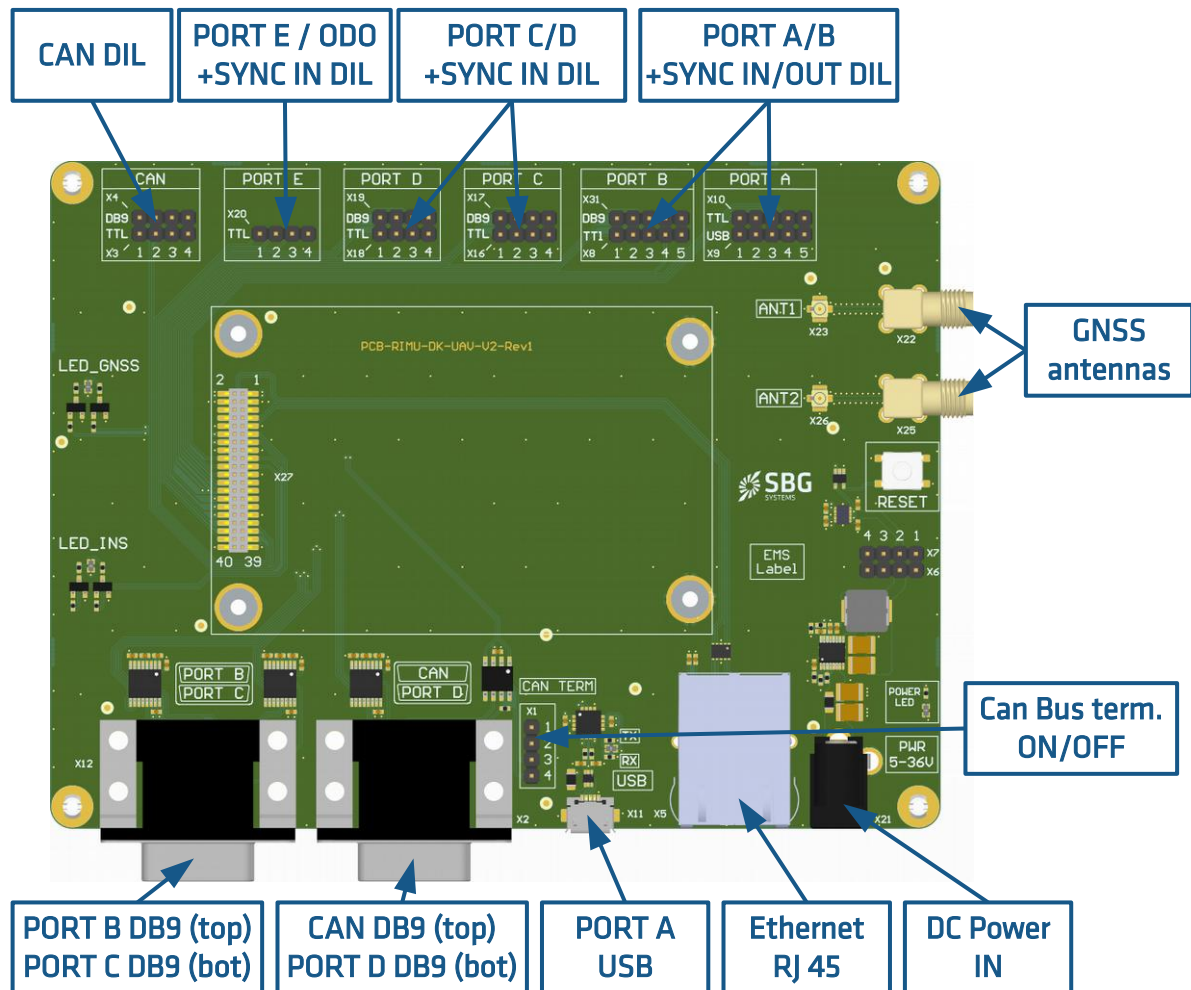 CAN DIL
PORT E / ODO
+SYNC IN DIL
PORT C/D
+SYNC IN DIL
PORT A/B
+SYNC IN/OUT DIL
CAN
X4
DB9
TTL
X3 1 2 3 4
PORT E
X20
TTL
1 2 3 4
PORT D
X19
DB9
TTL
X18 1 2 3 4
PORT C
X17
DB9
TTL
X16 1 2 3 4
PORT B
X31
DB9
TT1
X8 1 2 3 4 5
PORT A
X10
TTL
USB
X9 1 2 3 4 5
ANT1
X23
X22
GNSS
antennas
PCB-RIMU-DK-UAV-V2-Rev1
LED_GNSS
2 1
ANT2
X26
X25
X27
SBG
SYSTEMS
RESET
LED_INS
40 39
EMS
Label
4 3 2 1
X7
X6
PORT B
PORT C
CAN
PORT D
CAN TERM
X1
1
2
3
4
TX
RX
USB
POWER
LED
PWR
5-36V
Can Bus term.
ON/OFF
X12
X2
X11
X5
X21
PORT B DB9 (top)
PORT C DB9 (bot)
CAN DB9 (top)
PORT D DB9 (bot)
PORT A
USB
Ethernet
RJ 45
DC Power
IN